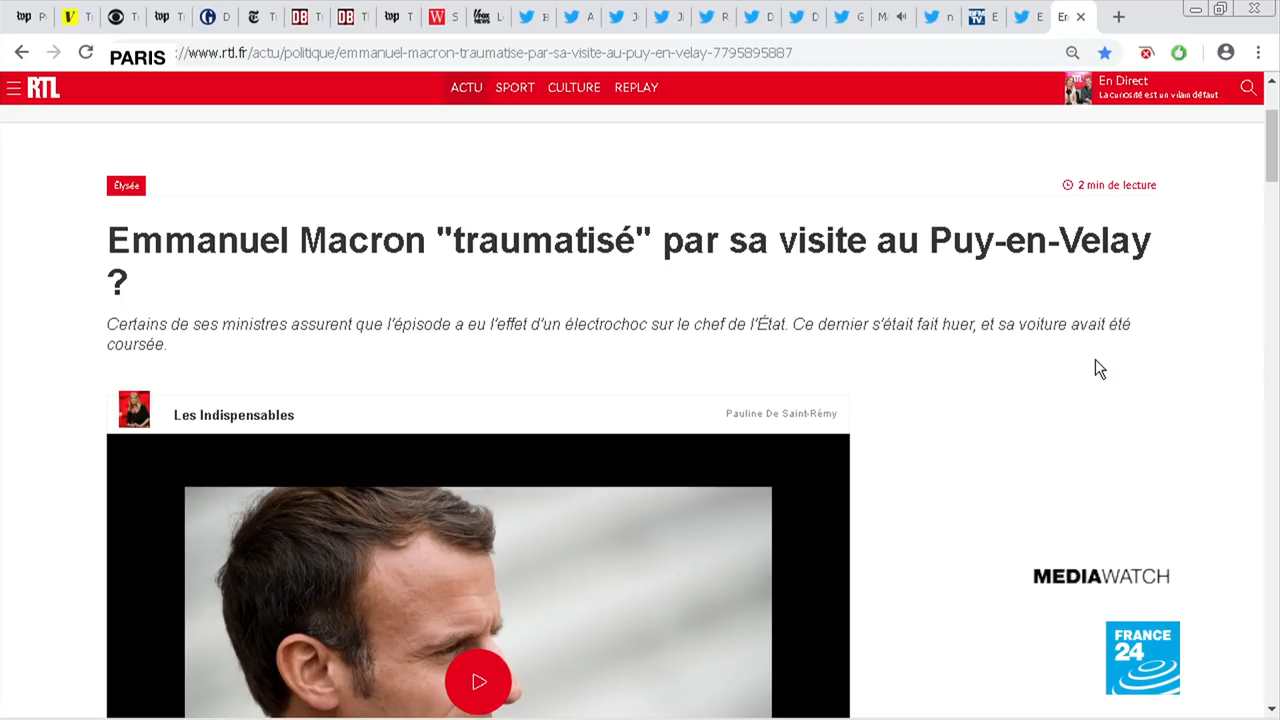 PARIS
://www.rtl.fr/actu/politique/emmanuel-macron-traumatise-par-sa-visite-au-puy-en-velay-7795895887
RTL
ACTU SPORT CULTURE REPLAY
En Direct
La curiosité est un vilain défaut
Élysée
2 min de lecture
Emmanuel Macron "traumatisé" par sa visite au Puy-en-Velay
?
Certains de ses ministres assurent que l'épisode a eu l'effet d'un électrochoc sur le chef de l'État. Ce dernier s'était fait huer, et sa voiture avait été
coursée.
Les Indispensables
Pauline De Saint-Rémy
MEDIAWATCH
FRANCE
24